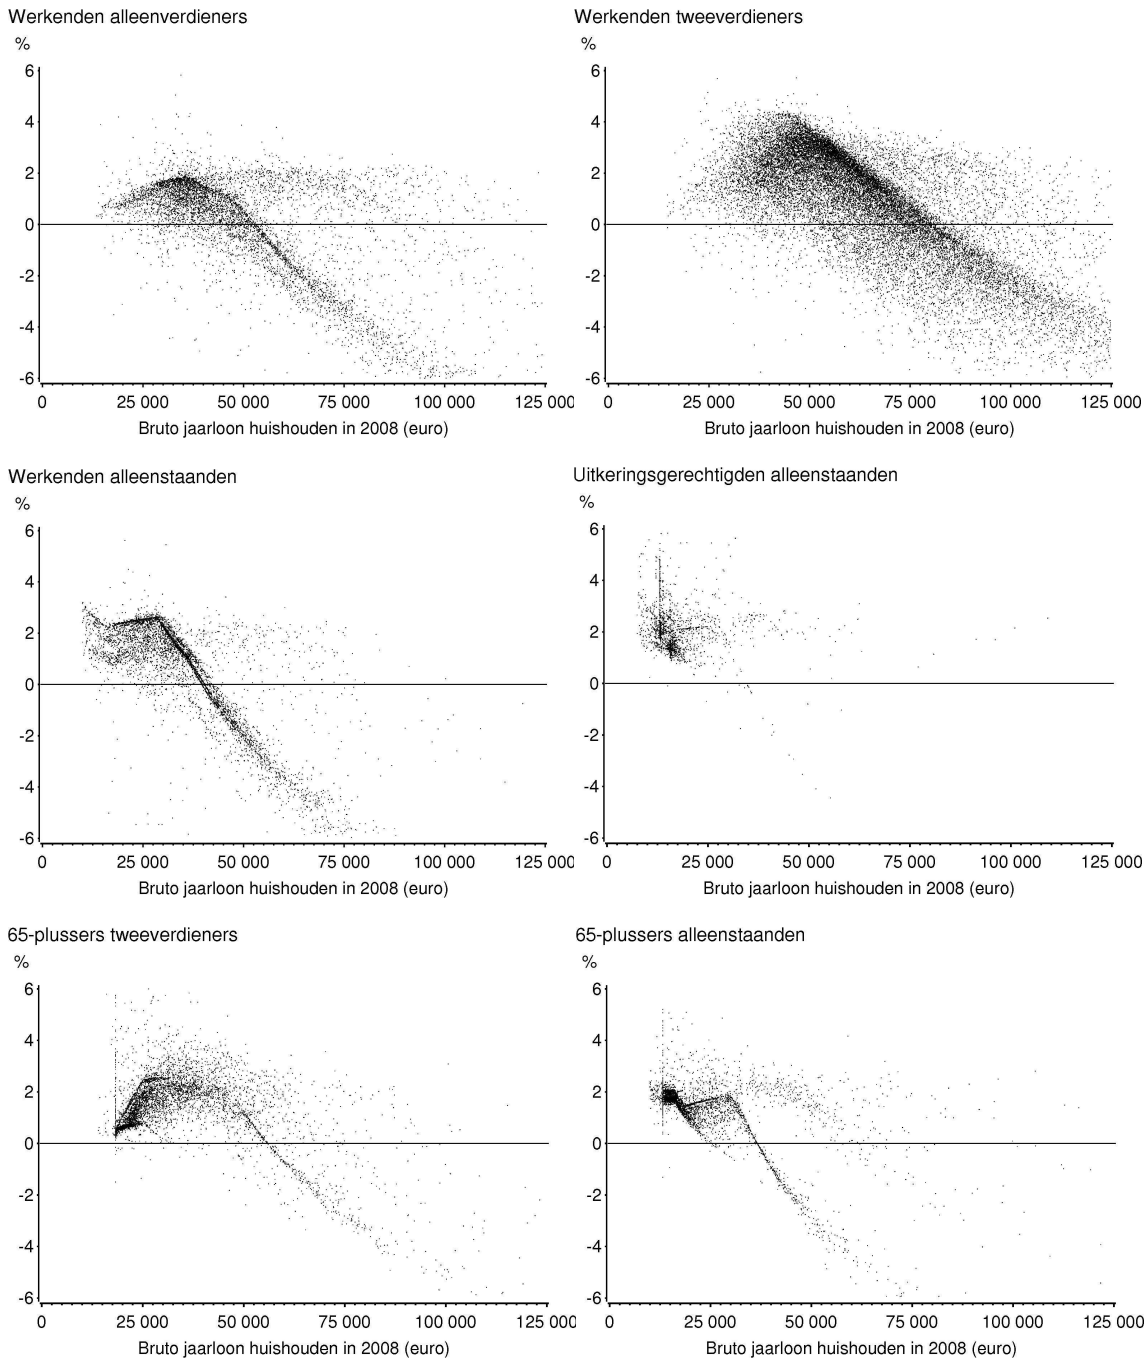 Werkenden alleenverdieners
%
6
4
2
0
-2
-4
-6
0 25 000 50 000 75 000 100 000 125 000
Bruto jaarloon huishouden in 2008 (euro)
Werkenden tweeverdieners
%
6
4
2
0
-2
-4
-6
0 25 000 50 000 75 000 100 000 125 000
Bruto jaarloon huishouden in 2008 (euro)
Werkenden alleenstaanden
%
6
4
2
0
-2
-4
-6
0 25 000 50 000 75 000 100 000 125 000
Bruto jaarloon huishouden in 2008 (euro)
Uitkeringsgerechtigden alleenstaanden
%
6
4
2
0
-2
-4
-6
0 25 000 50 000 75 000 100 000 125 000
Bruto jaarloon huishouden in 2008 (euro)
65-plussers tweeverdieners
%
6
4
2
0
-2
-4
-6
0 25 000 50 000 75 000 100 000 125 000
Bruto jaarloon huishouden in 2008 (euro)
65-plussers alleenstaanden
%
6
4
2
0
-2
-4
-6
0 25 000 50 000 75 000 100 000 125 000
Bruto jaarloon huishouden in 2008 (euro)